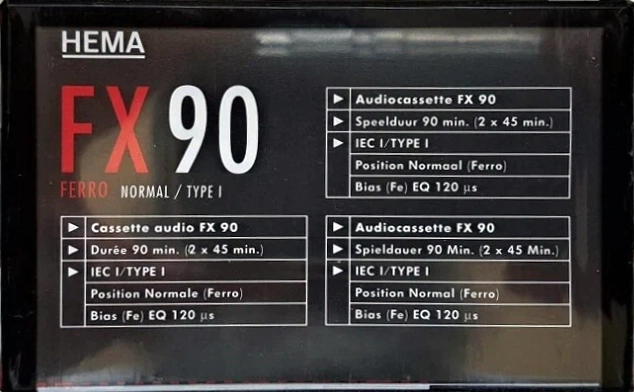 HEMA
FX 90
FERRO NORMAL / TYPE I
▶ Audiocassette FX 90
▶ Speelduur 90 min. (2 x 45 min.)
▶ IEC I/TYPE I
Position Normaal (Ferro)
Bias (Fe) EQ 120 µs
▶ Cassette audio FX 90
▶ Durée 90 min. (2 x 45 min.)
▶ IEC I/TYPE I
Position Normale (Ferro)
Bias (Fe) EQ 120 µs
▶ Audiocassette FX 90
▶ Spieldauer 90 Min. (2 x 45 Min.)
▶ IEC I/TYPE I
Position Normal (Ferro)
Bias (Fe) EQ 120 µs